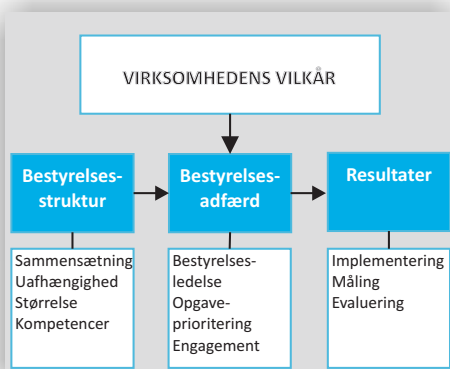 VIRKSOMHEDENS VILKÅR
Bestyrelses-
struktur
Bestyrelses-
adfærd
Resultater
Sammensætning
Uafhængighed
Størrelse
Kompetencer
Bestyrelses-
ledelse
Opgave-
prioritering
Engagement
Implementering
Måling
Evaluering